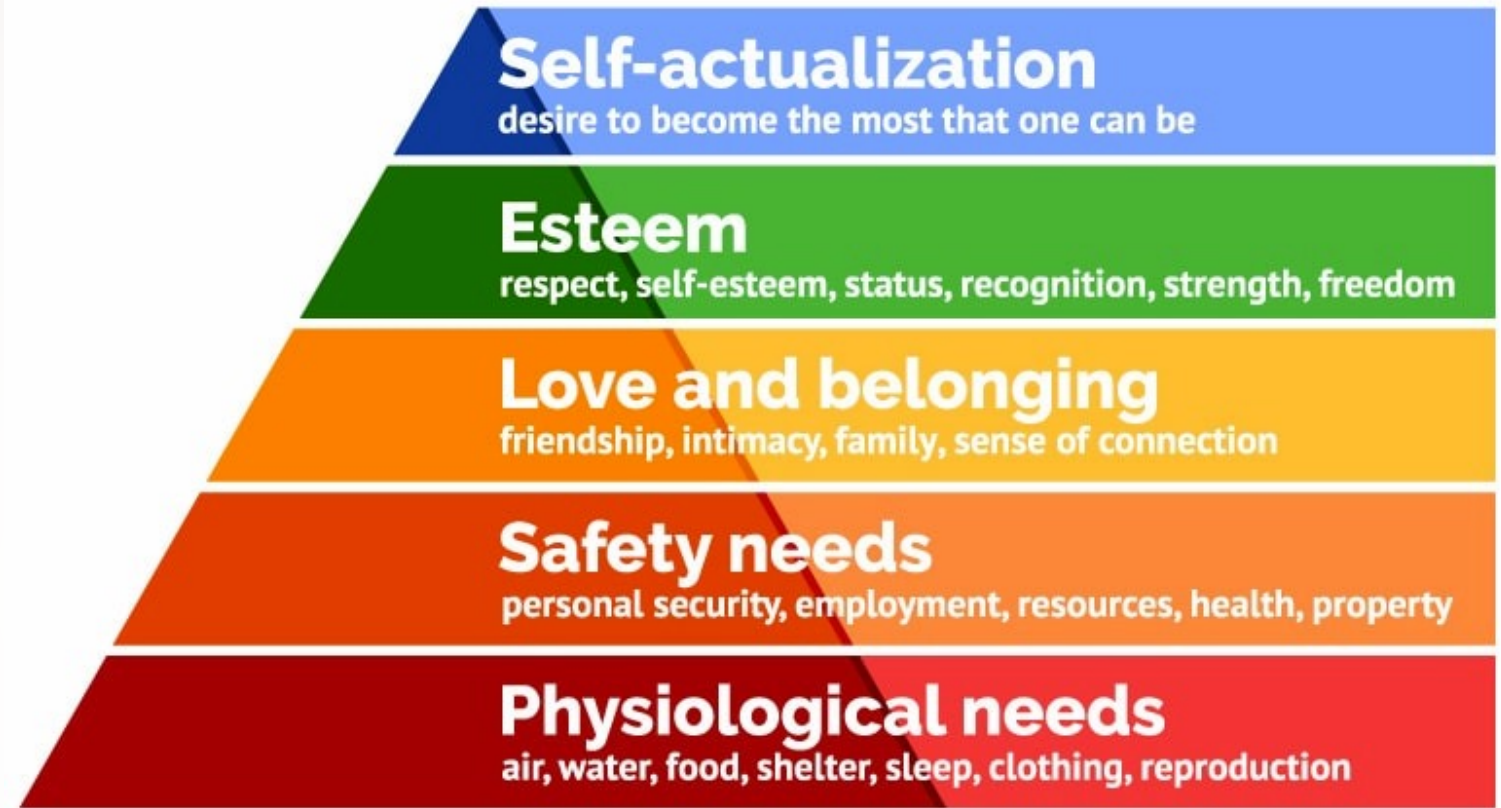 Self-actualization
desire to become the most that one can be
Esteem
respect, self-esteem, status, recognition, strength, freedom
Love and belonging
friendship, intimacy, family, sense of connection
Safety needs
personal security, employment, resources, health, property
Physiological needs
air, water, food, shelter, sleep, clothing, reproduction